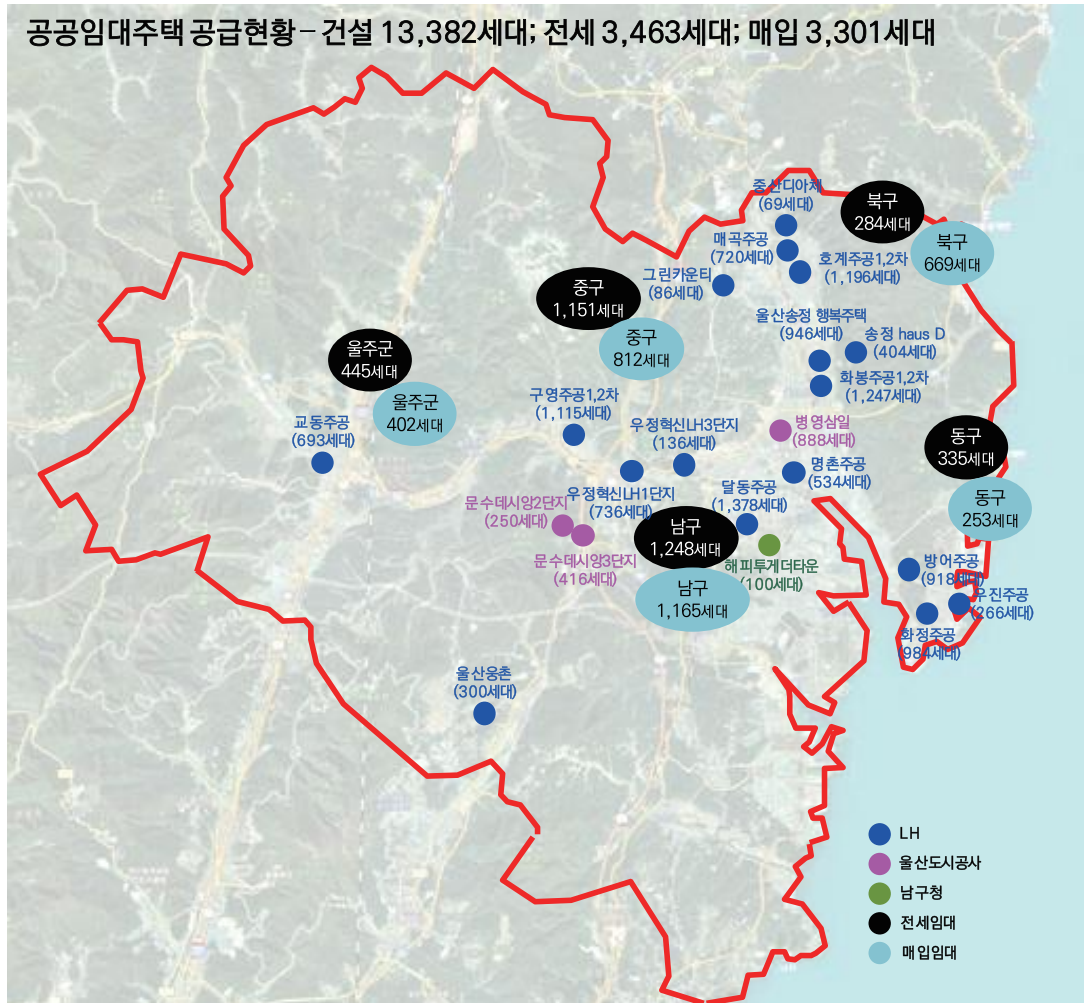 공공임대주택 공급현황 – 건설 13,382세대; 전세 3,463세대; 매입 3,301세대
중산디아채
(69세대)
북구
284세대
매곡주공
(720세대)
호계주공1,2차
(1,196세대)
북구
669세대
그린카운티
(86세대)
중구
1,151세대
울산송정 행복주택
(946세대)
송정 haus D
(404세대)
중구
812세대
울주군
445세대
화봉주공1,2차
(1,247세대)
울주군
402세대
구영주공1,2차
(1,115세대)
교동주공
(693세대)
우정혁신LH3단지
(136세대)
병영삼일
(888세대)
동구
335세대
명촌주공
(534세대)
달동주공
(1,378세대)
우정혁신LH1단지
(736세대)
문수데시앙2단지
(250세대)
동구
253세대
남구
1,248세대
문수데시앙3단지
(416세대)
해피투게더타운
(100세대)
방어주공
(918세대)
남구
1,165세대
우진주공
(266세대)
화정주공
(984세대)
울산웅촌
(300세대)
LH
울산도시공사
남구청
전세임대
매입임대